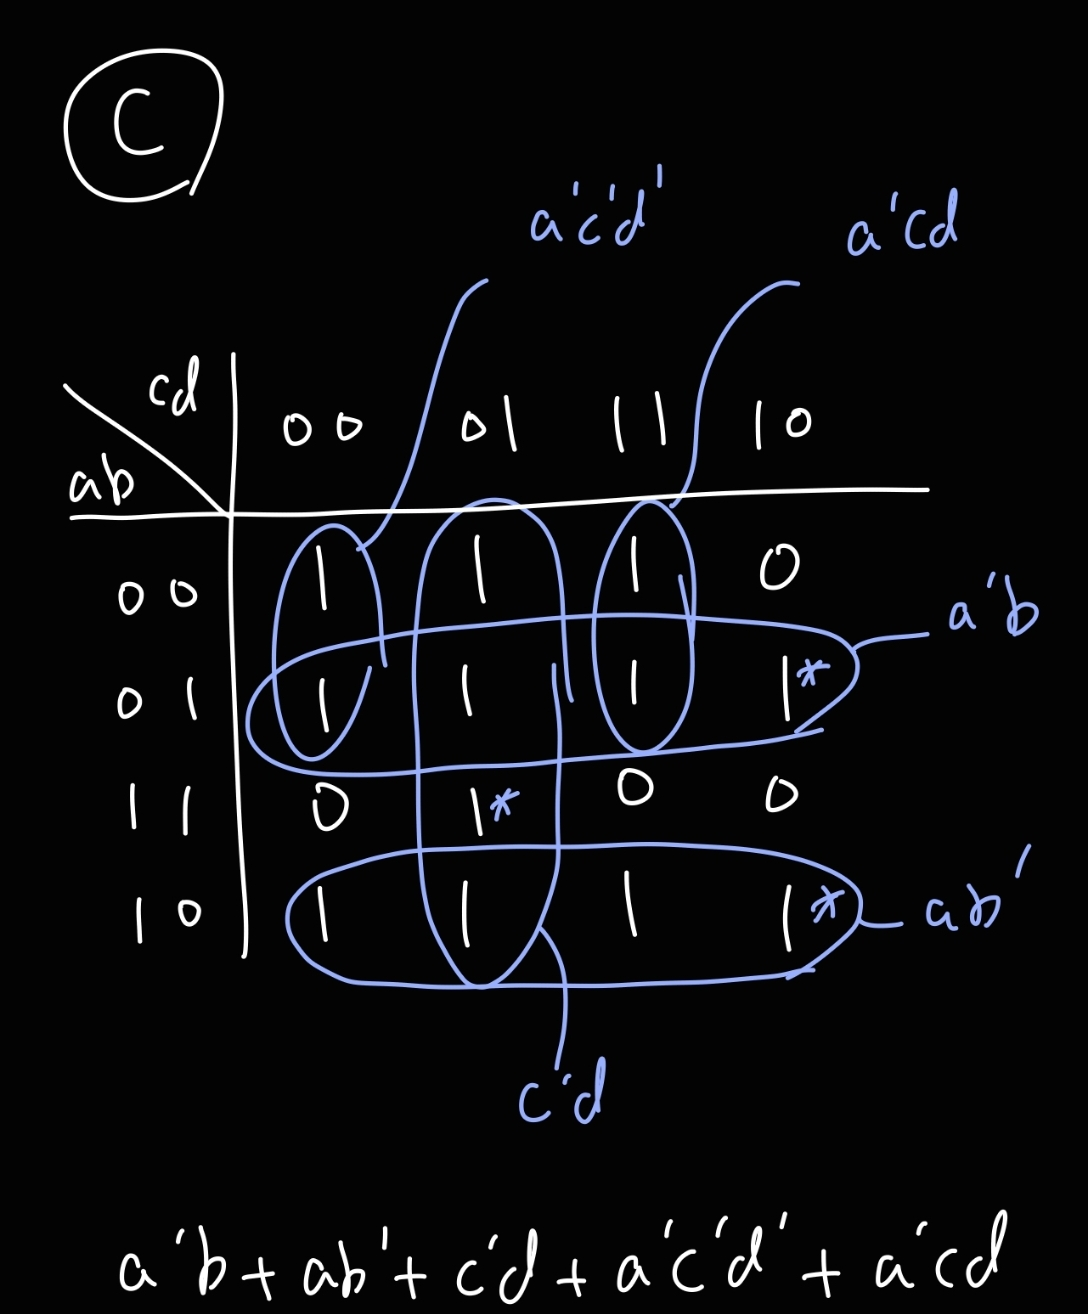 C
a'c'd' a'cd
cd
ab
00 01 11 10
00 1 1 1 0
a'b
01 1 1 1 1*
11 0 1* 0 0
10 1 1 1 1* ab'
c'd
a'b + ab' + c'd + a'c'd' + a'cd